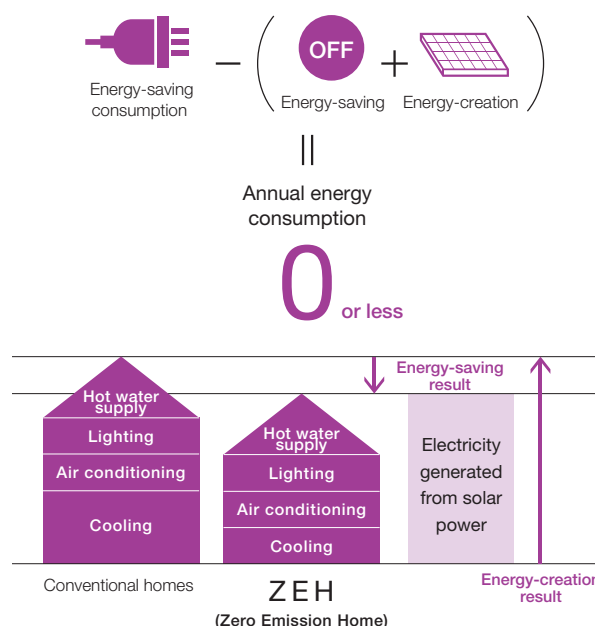 OFF
Energy-saving
consumption
Energy-saving
Energy-creation
Annual energy
consumption
0 or less
Energy-saving
result
Hot water
supply
Lighting
Air conditioning
Cooling
Hot water
supply
Lighting
Air conditioning
Cooling
Electricity
generated
from solar
power
Conventional homes
ZEH
(Zero Emission Home)
Energy-creation
result